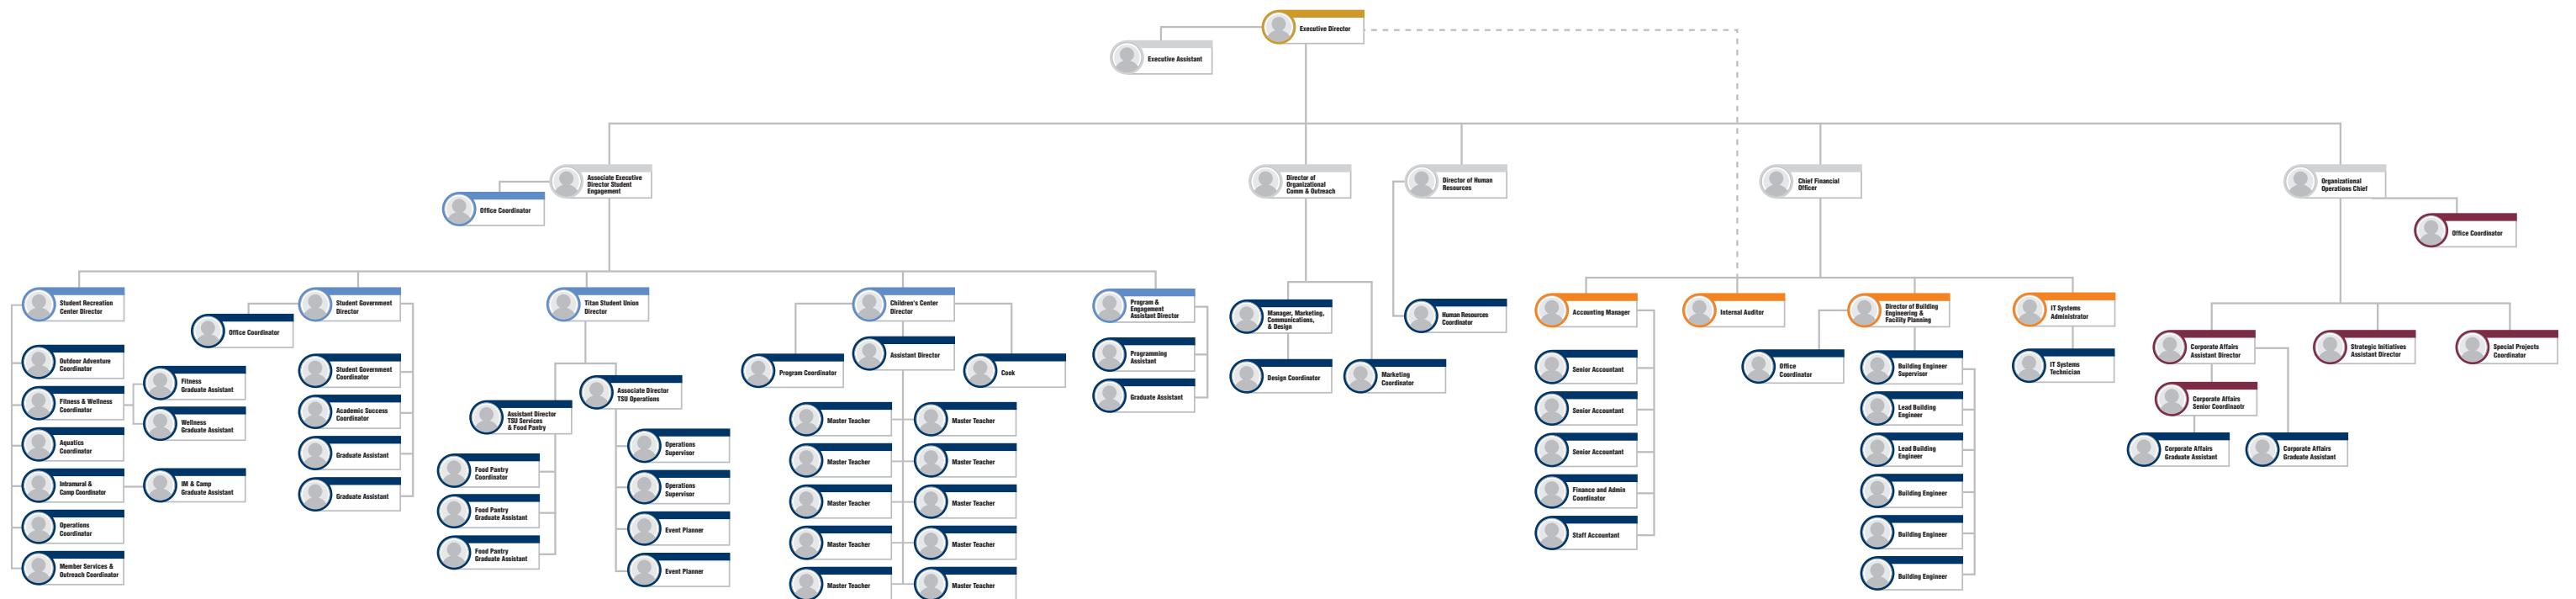 Executive Director
Executive Assistant
Associate Executive
Director Student
Engagement
Office Coordinator
Director of
Organizational
Comm & Outreach
Director of Human
Resources
Chief Financial
Officer
Organizational
Operations Chief
Office Coordinator
Student Recreation
Center Director
Outdoor Adventure
Coordinator
Fitness & Wellness
Coordinator
Fitness
Graduate Assistant
Wellness
Graduate Assistant
Aquatics
Coordinator
Intramural &
Camp Coordinator
IM & Camp
Graduate Assistant
Operations
Coordinator
Member Services &
Outreach Coordinator
Student Government
Director
Office Coordinator
Student Government
Coordinator
Academic Success
Coordinator
Graduate Assistant
Graduate Assistant
Titan Student Union
Director
Assistant Director
TSU Services
& Food Pantry
Food Pantry
Coordinator
Food Pantry
Graduate Assistant
Food Pantry
Graduate Assistant
Associate Director
TSU Operations
Operations
Supervisor
Operations
Supervisor
Event Planner
Event Planner
Children's Center
Director
Program Coordinator
Assistant Director
Cook
Master Teacher
Master Teacher
Master Teacher
Master Teacher
Master Teacher
Master Teacher
Master Teacher
Master Teacher
Master Teacher
Master Teacher
Program &
Engagement
Assistant Director
Programming
Assistant
Graduate Assistant
Manager, Marketing,
Communications,
& Design
Design Coordinator
Marketing
Coordinator
Human Resources
Coordinator
Accounting Manager
Senior Accountant
Senior Accountant
Senior Accountant
Finance and Admin
Coordinator
Staff Accountant
Internal Auditor
Director of Building
Engineering &
Facility Planning
Office
Coordinator
Building Engineer
Supervisor
Lead Building
Engineer
Lead Building
Engineer
Building Engineer
Building Engineer
Building Engineer
IT Systems
Administrator
IT Systems
Technician
Corporate Affairs
Assistant Director
Corporate Affairs
Senior Coordinaotr
Corporate Affairs
Graduate Assistant
Corporate Affairs
Graduate Assistant
Strategic Initiatives
Assistant Director
Special Projects
Coordinator